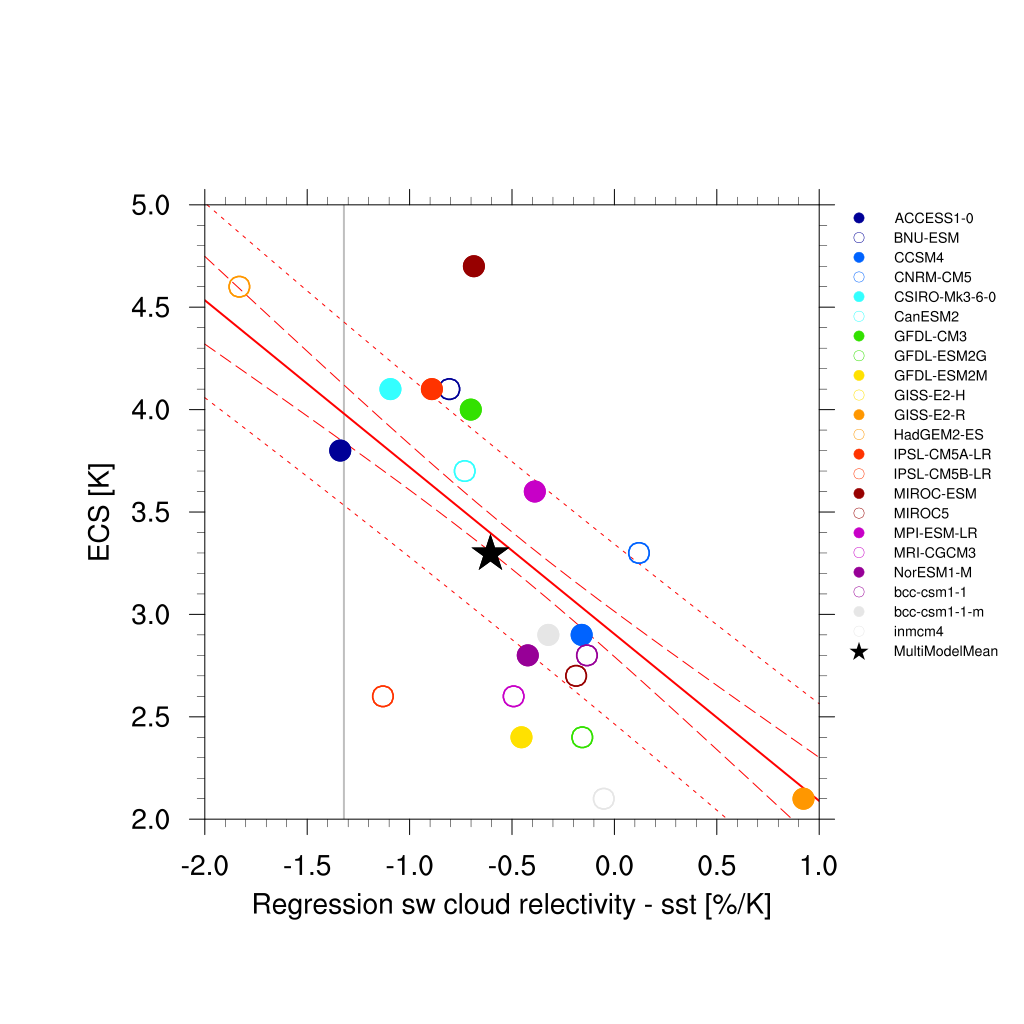 5.0
4.5
4.0
3.5
3.0
2.5
2.0
ECS [K]
-2.0 -1.5 -1.0 -0.5 0.0 0.5 1.0
Regression sw cloud relectivity - sst [%/K]
ACCESS1-0
BNU-ESM
CCSM4
CNRM-CM5
CSIRO-Mk3-6-0
CanESM2
GFDL-CM3
GFDL-ESM2G
GFDL-ESM2M
GISS-E2-H
GISS-E2-R
HadGEM2-ES
IPSL-CM5A-LR
IPSL-CM5B-LR
MIROC-ESM
MIROC5
MPI-ESM-LR
MRI-CGCM3
NorESM1-M
bcc-csm1-1
bcc-csm1-1-m
inmcm4
MultiModelMean